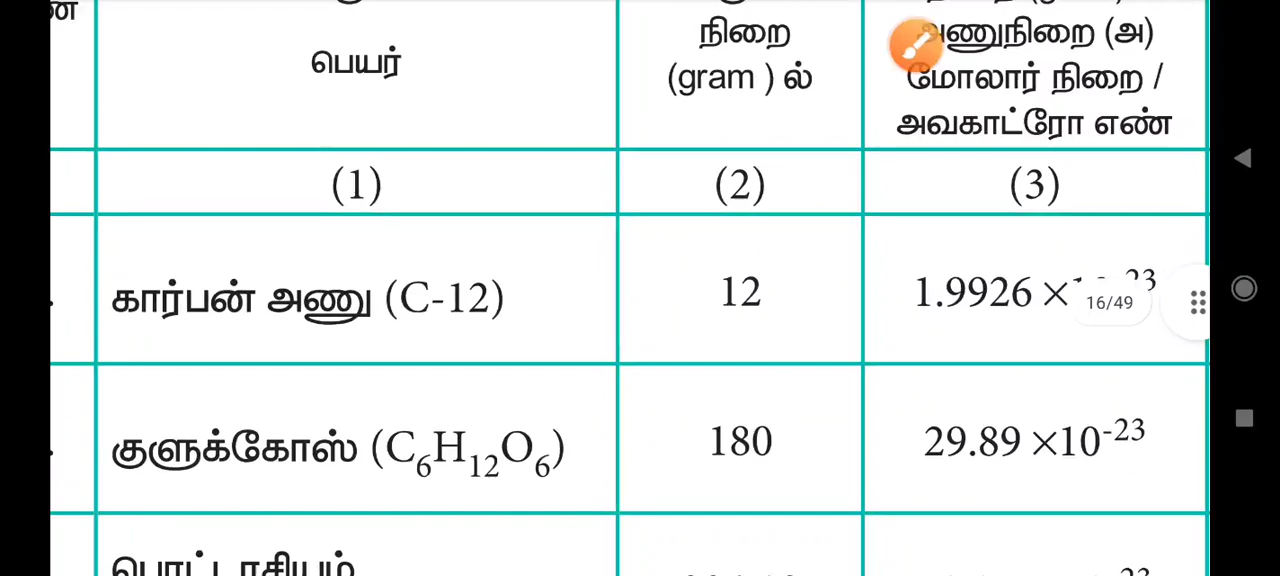 பெயர்
நிறை
(gram ) ல்
அணுநிறை (அ)
மோலார் நிறை /
அவகாட்ரோ எண்
(1)
(2)
(3)
கார்பன் அணு (C-12)
12
1.9926 ×
16/49
குளுக்கோஸ் (C₆H₁₂O₆)
180
29.89 ×10⁻²³
பொட்டாசியம்